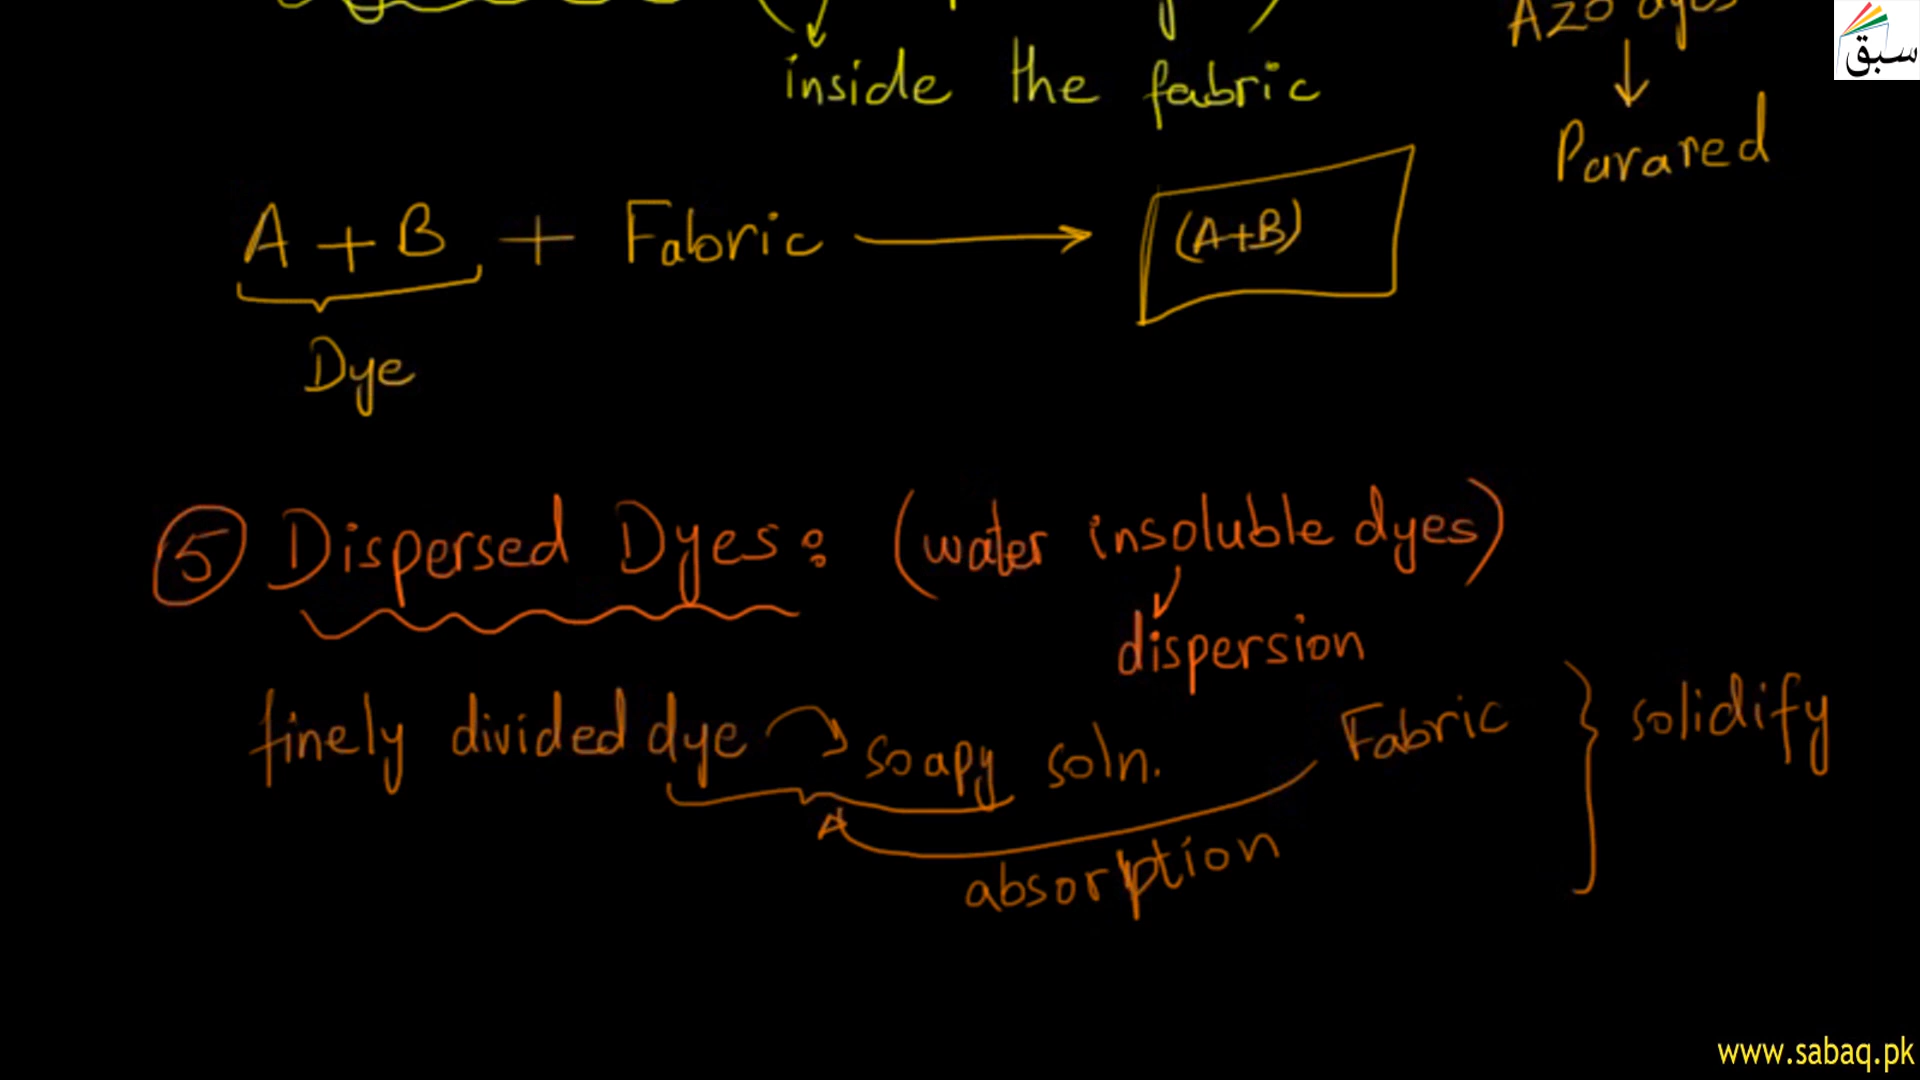 Azo dyes
سبق
inside the fabric
Parared
A + B + Fabric
(A+B)
Dye
5 Dispersed Dyes: (water insoluble dyes)
dispersion
finely divided dye soapy soln. Fabric } solidify
absorption
www.sabaq.pk